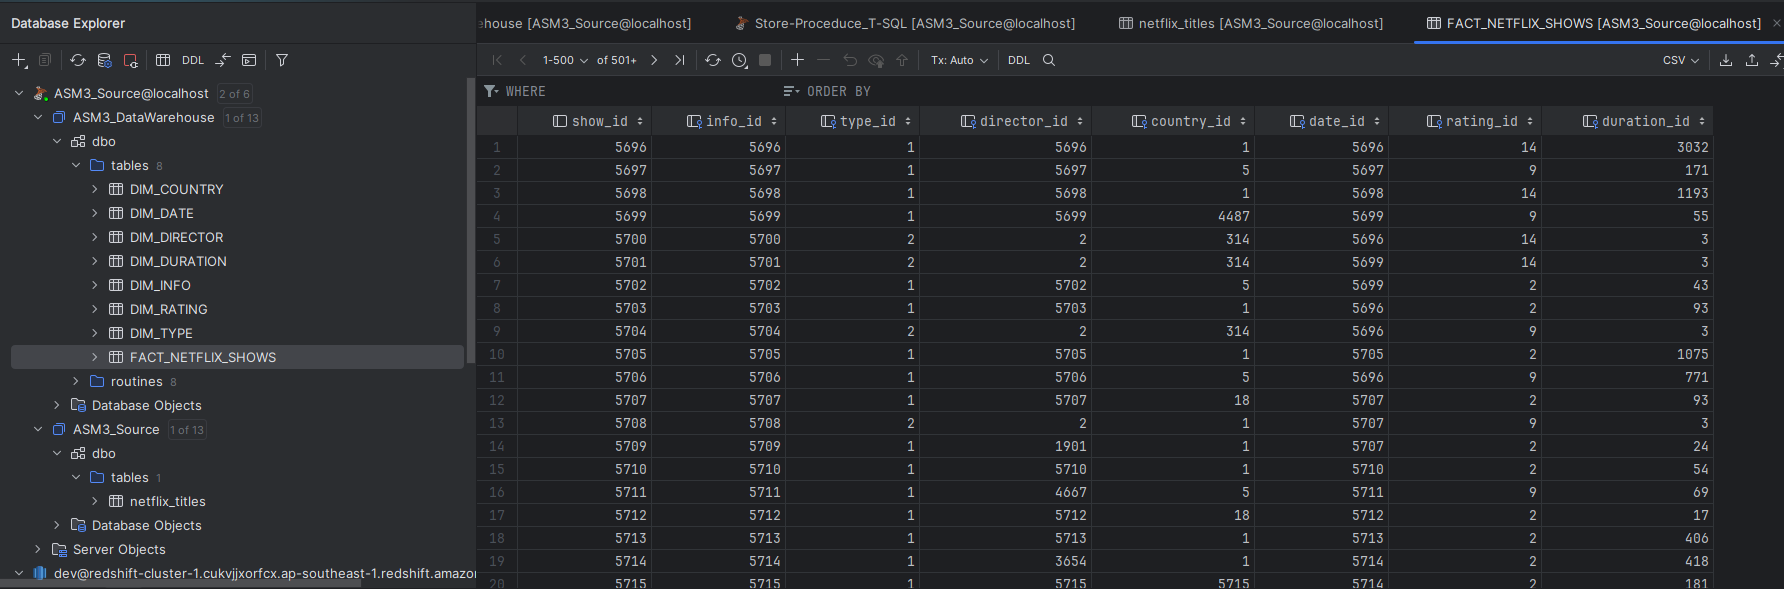 Database Explorer
ehouse [ASM3_Source@localhost] Store-Proceduce_T-SQL [ASM3_Source@localhost] netflix_titles [ASM3_Source@localhost] FACT_NETFLIX_SHOWS [ASM3_Source@localhost]
DDL
1-500 of 501+ Tx: Auto DDL CSV
WHERE ORDER BY
ASM3_Source@localhost 2 of 6
ASM3_DataWarehouse 1 of 13
dbo
tables 8
DIM_COUNTRY
DIM_DATE
DIM_DIRECTOR
DIM_DURATION
DIM_INFO
DIM_RATING
DIM_TYPE
FACT_NETFLIX_SHOWS
routines 8
Database Objects
ASM3_Source 1 of 13
dbo
tables 1
netflix_titles
Database Objects
Server Objects
dev@redshift-cluster-1.cukvjjxorfcx.ap-southeast-1.redshift.amazon
show_id info_id type_id director_id country_id date_id rating_id duration_id
1 5696 5696 1 5696 1 5696 14 3032
2 5697 5697 1 5697 5 5697 9 171
3 5698 5698 1 5698 1 5698 14 1193
4 5699 5699 1 5699 4487 5699 9 55
5 5700 5700 2 2 314 5696 14 3
6 5701 5701 2 2 314 5699 14 3
7 5702 5702 1 5702 5 5699 2 43
8 5703 5703 1 5703 1 5696 2 93
9 5704 5704 2 2 314 5696 9 3
10 5705 5705 1 5705 1 5705 2 1075
11 5706 5706 1 5706 5 5696 9 771
12 5707 5707 1 5707 18 5707 2 93
13 5708 5708 2 2 1 5707 9 3
14 5709 5709 1 1901 1 5707 2 24
15 5710 5710 1 5710 1 5710 2 54
16 5711 5711 1 4667 5 5711 9 69
17 5712 5712 1 5712 18 5712 2 17
18 5713 5713 1 5713 1 5713 2 406
19 5714 5714 1 3654 1 5714 2 418
20 5715 5715 1 5715 5715 5714 2 181